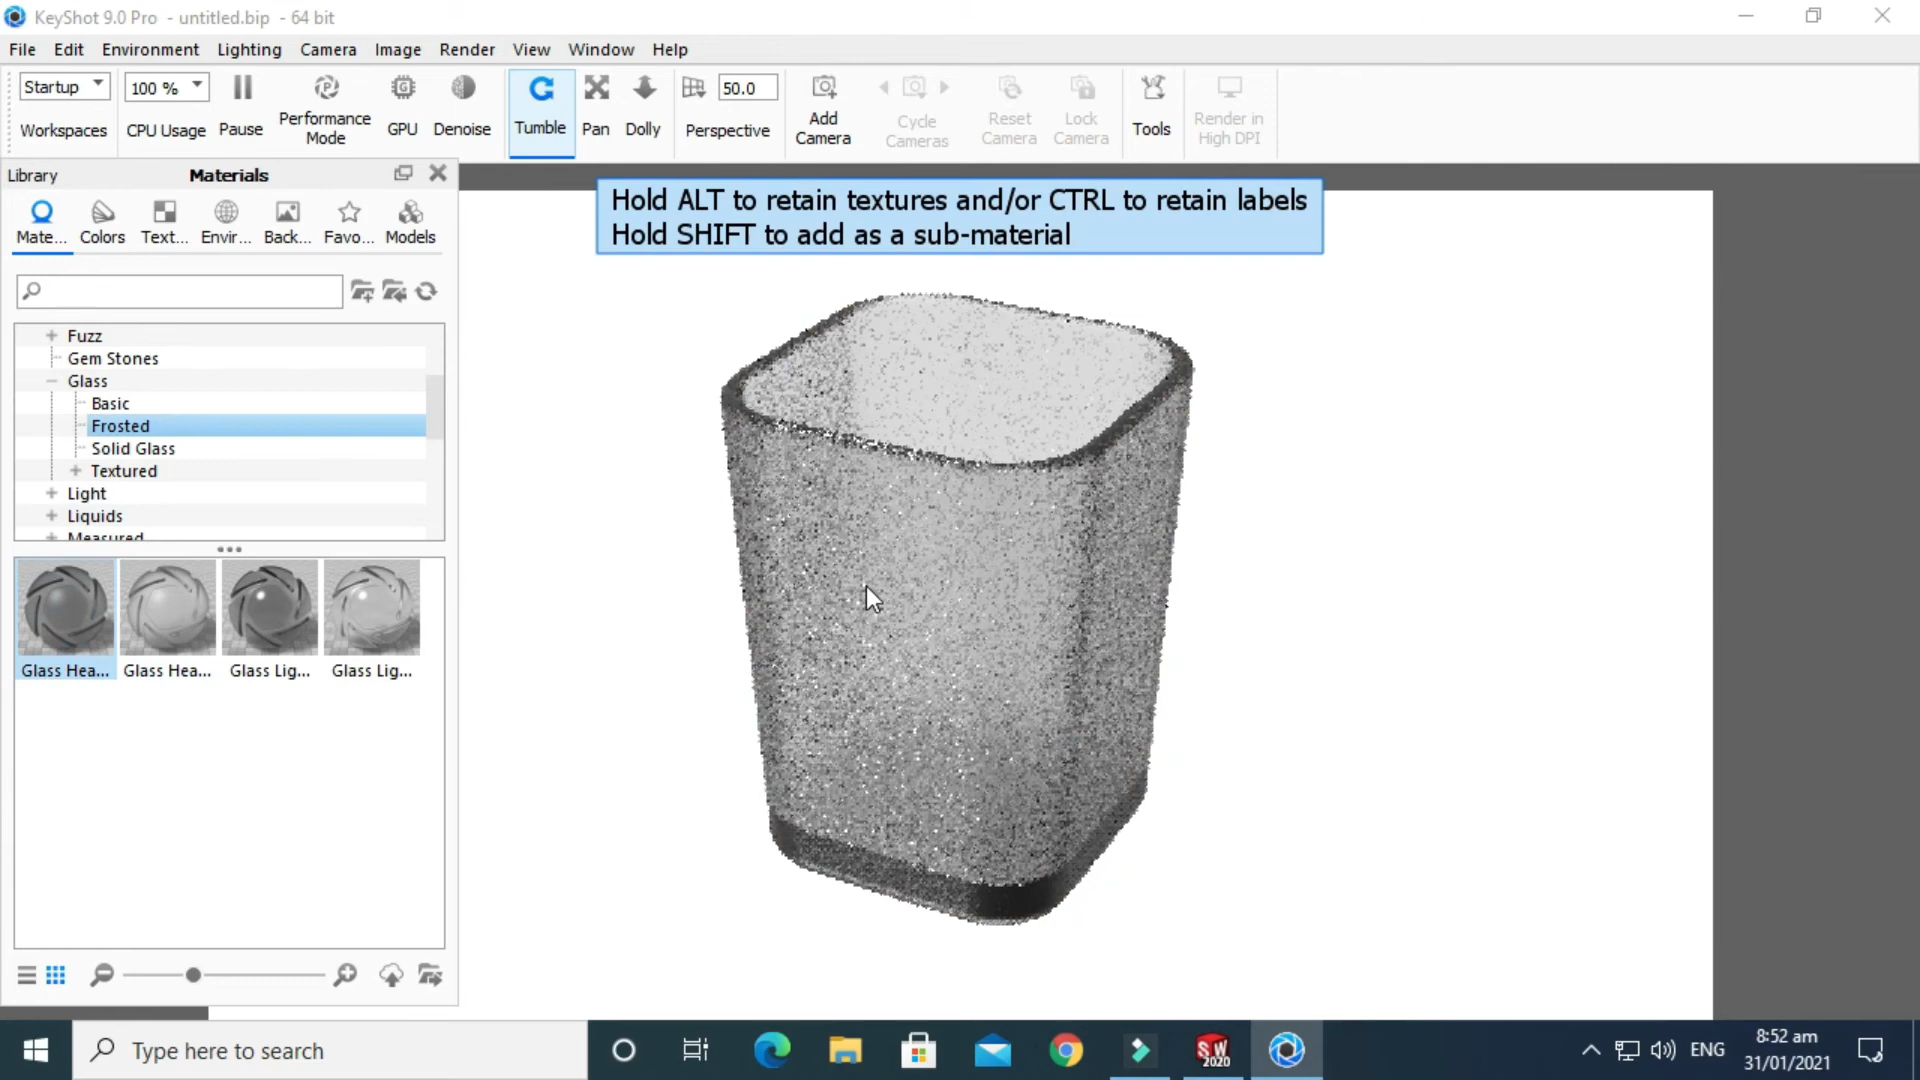 KeyShot 9.0 Pro - untitled.bip - 64 bit
File Edit Environment Lighting Camera Image Render View Window Help
Startup 100 % 50.0
Workspaces CPU Usage Pause Performance Mode GPU Denoise Tumble Pan Dolly Perspective Add Camera Cycle Cameras Reset Camera Lock Camera Tools Render in High DPI
Library Materials
Mate... Colors Text... Envir... Back... Favo... Models
Hold ALT to retain textures and/or CTRL to retain labels
Hold SHIFT to add as a sub-material
Fuzz
Gem Stones
Glass
Basic
Frosted
Solid Glass
Textured
Light
Liquids
Measured
Glass Hea... Glass Hea... Glass Lig... Glass Lig...
Type here to search
SW 2020
ENG
8:52 am
31/01/2021